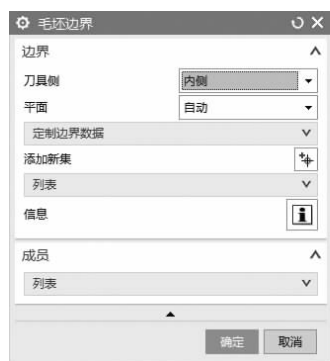 毛坯边界
边界
刀具侧 内侧
平面 自动
定制边界数据
添加新集
列表
信息
成员
列表
确定 取消